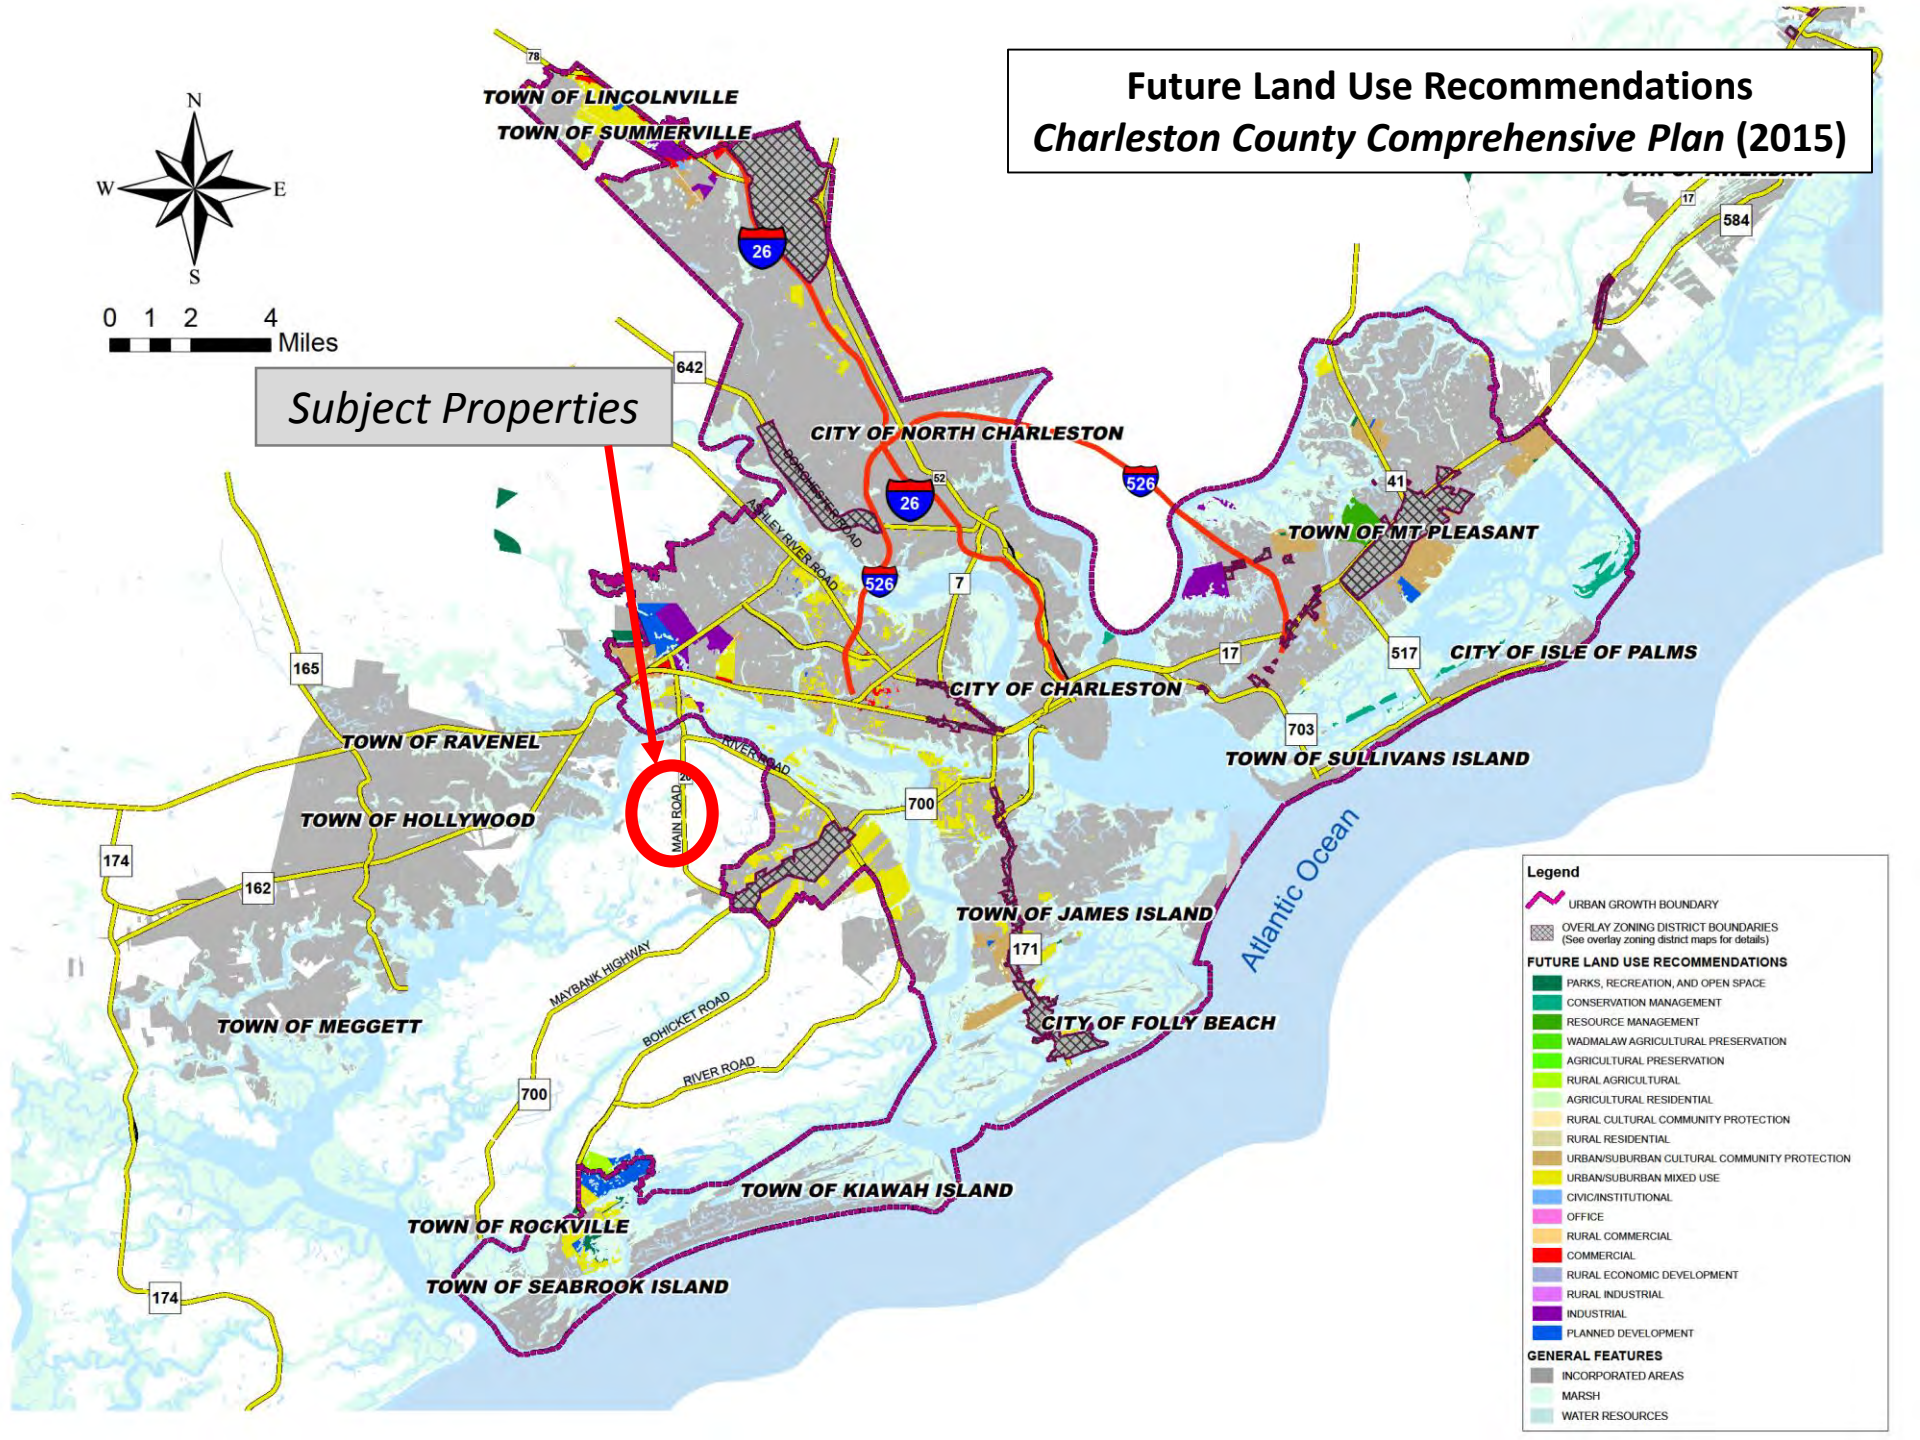 Future Land Use Recommendations
Charleston County Comprehensive Plan (2015)
N
W
E
S
0 1 2 4
Miles
Subject Properties
78
TOWN OF LINCOLNVILLE
TOWN OF SUMMERVILLE
26
17
584
642
CITY OF NORTH CHARLESTON
DORCHESTER ROAD
52
26
526
41
ASHLEY RIVER ROAD
TOWN OF MT PLEASANT
526
7
165
17
517
CITY OF ISLE OF PALMS
CITY OF CHARLESTON
703
TOWN OF RAVENEL
RIVER ROAD
TOWN OF SULLIVANS ISLAND
20
MAIN ROAD
700
TOWN OF HOLLYWOOD
174
162
Atlantic Ocean
TOWN OF JAMES ISLAND
171
MAYBANK HIGHWAY
BOHICKET ROAD
TOWN OF MEGGETT
CITY OF FOLLY BEACH
RIVER ROAD
700
TOWN OF KIAWAH ISLAND
TOWN OF ROCKVILLE
TOWN OF SEABROOK ISLAND
174
Legend
URBAN GROWTH BOUNDARY
OVERLAY ZONING DISTRICT BOUNDARIES
(See overlay zoning district maps for details)
FUTURE LAND USE RECOMMENDATIONS
PARKS, RECREATION, AND OPEN SPACE
CONSERVATION MANAGEMENT
RESOURCE MANAGEMENT
WADMALAW AGRICULTURAL PRESERVATION
AGRICULTURAL PRESERVATION
RURAL AGRICULTURAL
AGRICULTURAL RESIDENTIAL
RURAL CULTURAL COMMUNITY PROTECTION
RURAL RESIDENTIAL
URBAN/SUBURBAN CULTURAL COMMUNITY PROTECTION
URBAN/SUBURBAN MIXED USE
CIVIC/INSTITUTIONAL
OFFICE
RURAL COMMERCIAL
COMMERCIAL
RURAL ECONOMIC DEVELOPMENT
RURAL INDUSTRIAL
INDUSTRIAL
PLANNED DEVELOPMENT
GENERAL FEATURES
INCORPORATED AREAS
MARSH
WATER RESOURCES